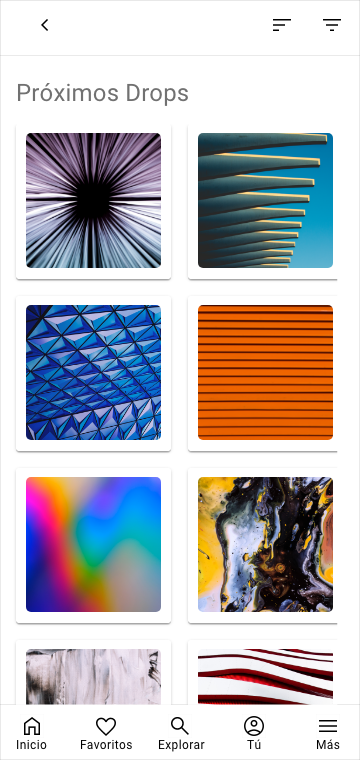 Próximos Drops
Inicio
Favoritos
Explorar
Tú
Más